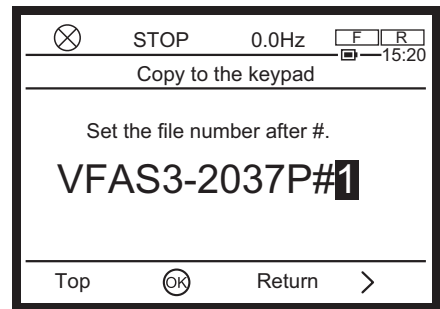 STOP 0.0Hz F R
15:20
Copy to the keypad
Set the file number after #.
VFAS3-2037P#1
Top OK Return >